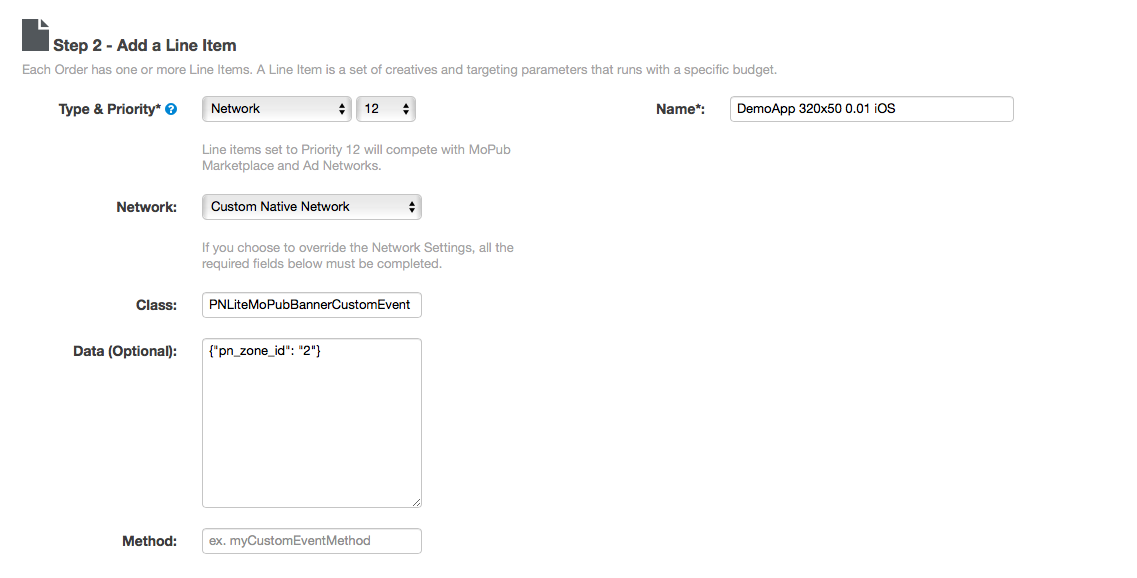 Step 2 - Add a Line Item
Each Order has one or more Line Items. A Line Item is a set of creatives and targeting parameters that runs with a specific budget.
Type & Priority* ? Network 12 Name*: DemoApp 320x50 0.01 iOS
Line items set to Priority 12 will compete with MoPub
Marketplace and Ad Networks.
Network: Custom Native Network
If you choose to override the Network Settings, all the
required fields below must be completed.
Class: PNLiteMoPubBannerCustomEvent
Data (Optional): {"pn_zone_id": "2"}
Method: ex. myCustomEventMethod